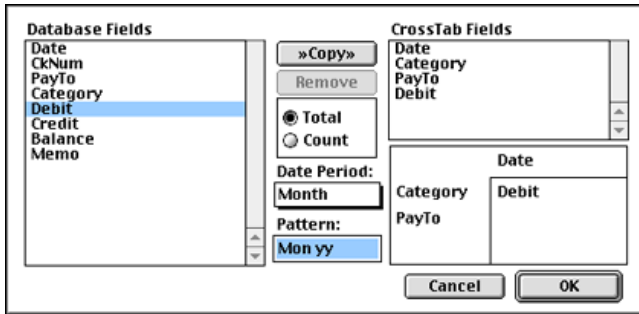 Database Fields
Date
CkNum
PayTo
Category
Debit
Credit
Balance
Memo
»Copy»
Remove
Total
Count
Date Period:
Month
Pattern:
Mon yy
CrossTab Fields
Date
Category
PayTo
Debit
Date
Category Debit
PayTo
Cancel OK